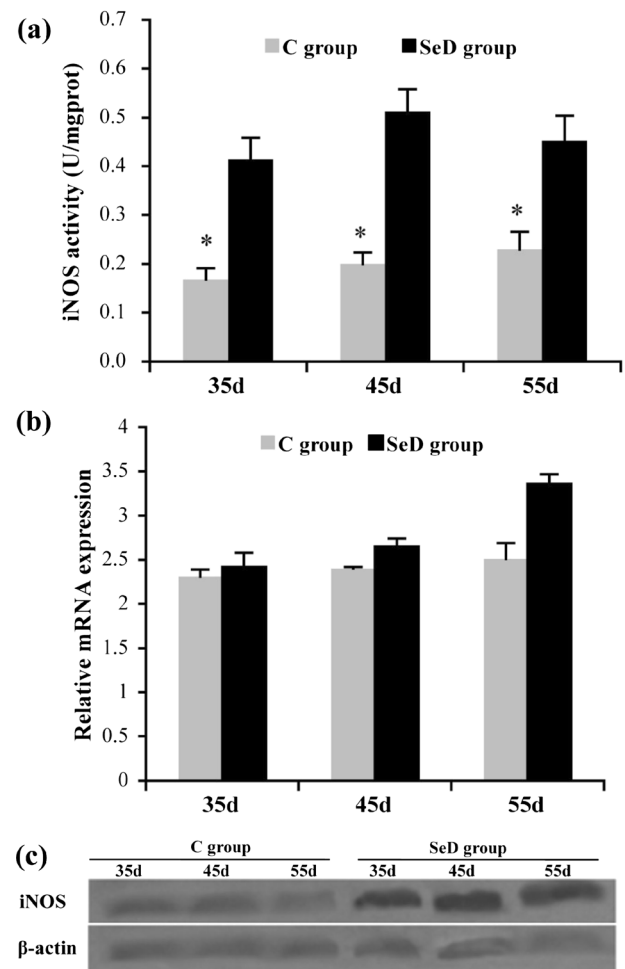 (a)
iNOS activity (U/mgprot)
0.7
0.6
0.5
0.4
0.3
0.2
0.1
0.0
C group SeD group
* * *
35d 45d 55d
(b)
Relative mRNA expression
4
3.5
3
2.5
2
1.5
1
0.5
0
C group SeD group
35d 45d 55d
(c)
C group SeD group
35d 45d 55d 35d 45d 55d
iNOS
β-actin